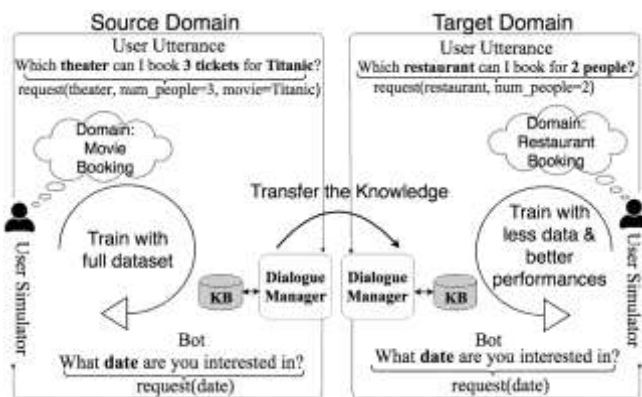 Source Domain
User Utterance
Which theater can I book 3 tickets for Titanic?
request(theater, num_people=3, movie=Titanic)
Domain:
Movie
Booking
Train with
full dataset
User Simulator
KB
Dialogue
Manager
Bot
What date are you interested in?
request(date)
Transfer the Knowledge
Target Domain
User Utterance
Which restaurant can I book for 2 people?
request(restaurant, num_people=2)
Domain:
Restaurant
Booking
Train with
less data &
better
performances
User Simulator
Dialogue
Manager
KB
Bot
What date are you interested in?
request(date)